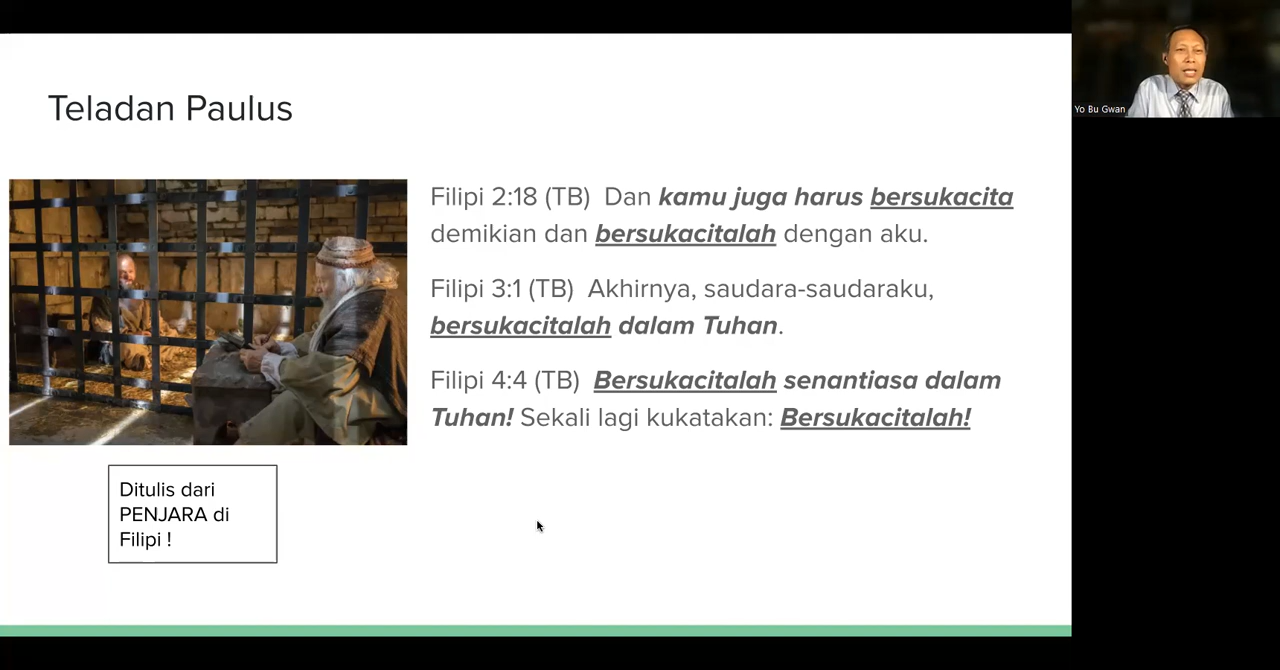 Teladan Paulus
Filipi 2:18 (TB)  Dan kamu juga harus bersukacita
demikian dan bersukacitalah dengan aku.
Filipi 3:1 (TB)  Akhirnya, saudara-saudaraku,
bersukacitalah dalam Tuhan.
Filipi 4:4 (TB)  Bersukacitalah senantiasa dalam
Tuhan! Sekali lagi kukatakan: Bersukacitalah!
Ditulis dari
PENJARA di
Filipi !
Yo Bu Gwan